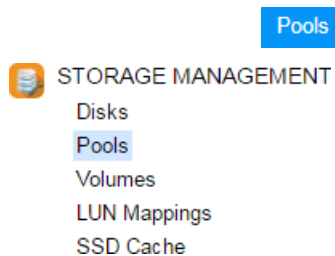 Pools
STORAGE MANAGEMENT
Disks
Pools
Volumes
LUN Mappings
SSD Cache